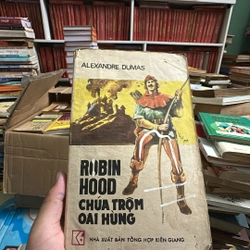 ALEXANDRE DUMAS
ROBIN
HOOD
CHÚA TRỘM
OAI HÙNG
NHÀ XUẤT BẢN TỔNG HỢP KIÊN GIANG